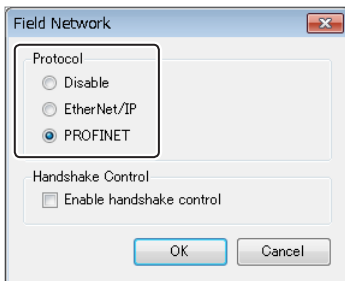 Field Network
Protocol
Disable
EtherNet/IP
PROFINET
Handshake Control
Enable handshake control
OK Cancel